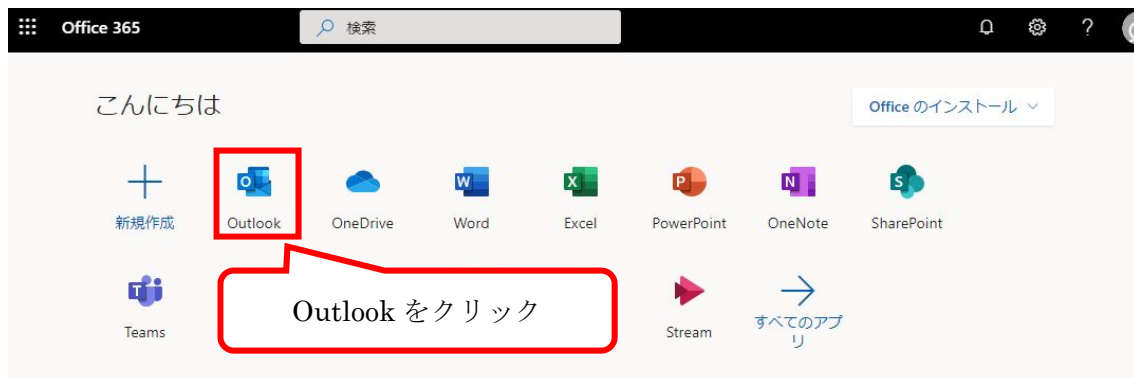 Office 365
検索
?
こんにちは
Office のインストール
新規作成
Outlook
OneDrive
Word
Excel
PowerPoint
OneNote
SharePoint
Outlook をクリック
Teams
Stream
すべてのアプ
リ